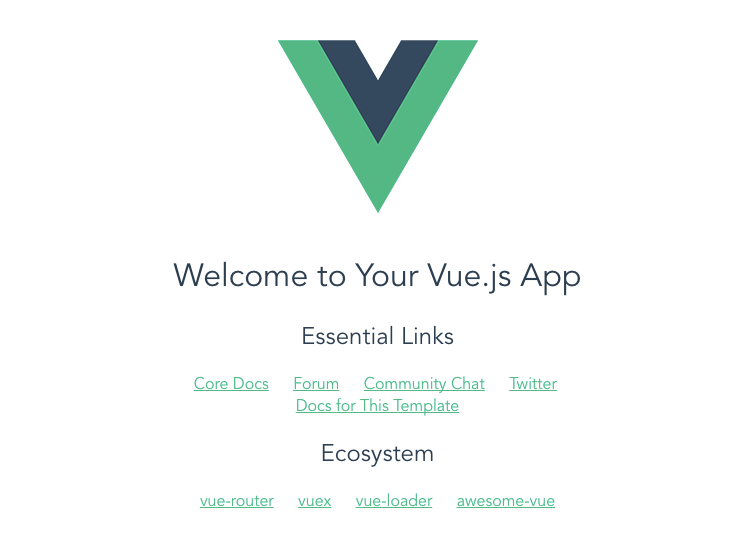 Welcome to Your Vue.js App
Essential Links
Core Docs Forum Community Chat Twitter
Docs for This Template
Ecosystem
vue-router vuex vue-loader awesome-vue